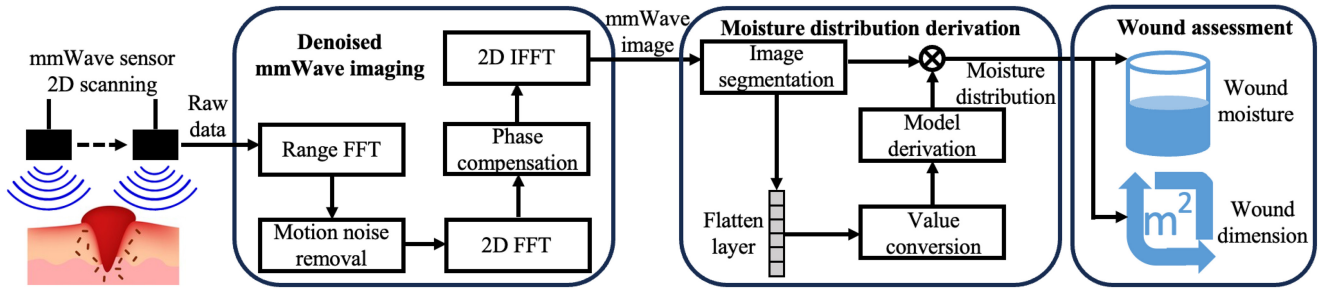 mmWave sensor
2D scanning
Raw
data
Denoised
mmWave imaging
Range FFT
Motion noise
removal
2D FFT
Phase
compensation
2D IFFT
mmWave
image
Moisture distribution derivation
Image
segmentation
Flatten
layer
Value
conversion
Model
derivation
Moisture
distribution
Wound assessment
Wound
moisture
m²
Wound
dimension